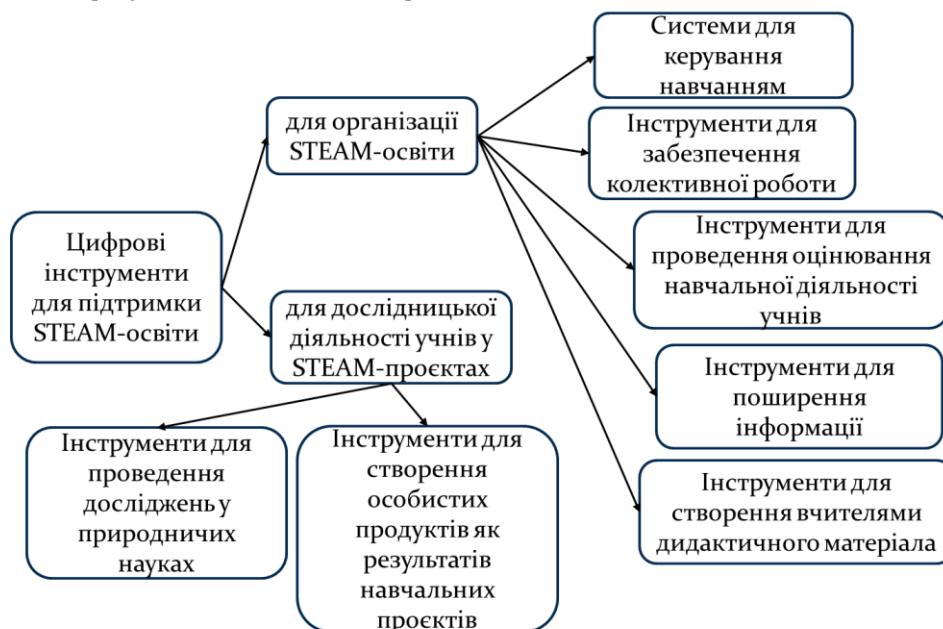 Цифрові
інструменти
для підтримки
STEAM-освіти
для організації
STEAM-освіти
для дослідницької
діяльності учнів у
STEAM-проєктах
Системи для
керування
навчанням
Інструменти для
забезпечення
колективної роботи
Інструменти для
проведення оцінювання
навчальної діяльності
учнів
Інструменти для
поширення
інформації
Інструменти для
створення вчителями
дидактичного матеріала
Інструменти для
проведення
досліджень у
природничих
науках
Інструменти для
створення
особистих
продуктів як
результатів
навчальних
проєктів